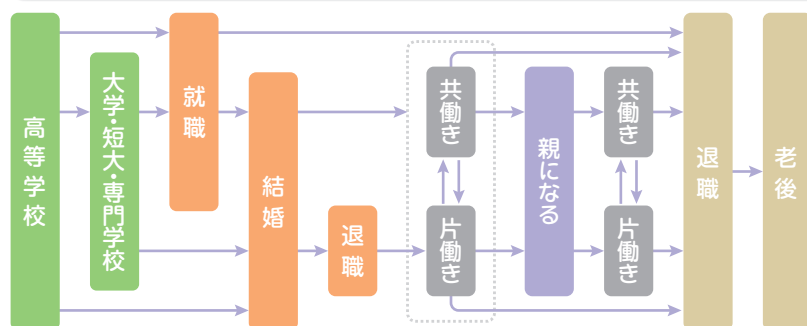 高等学校
大学・短大・専門学校
就職
結婚
退職
共働き
片働き
親になる
共働き
片働き
退職
老後